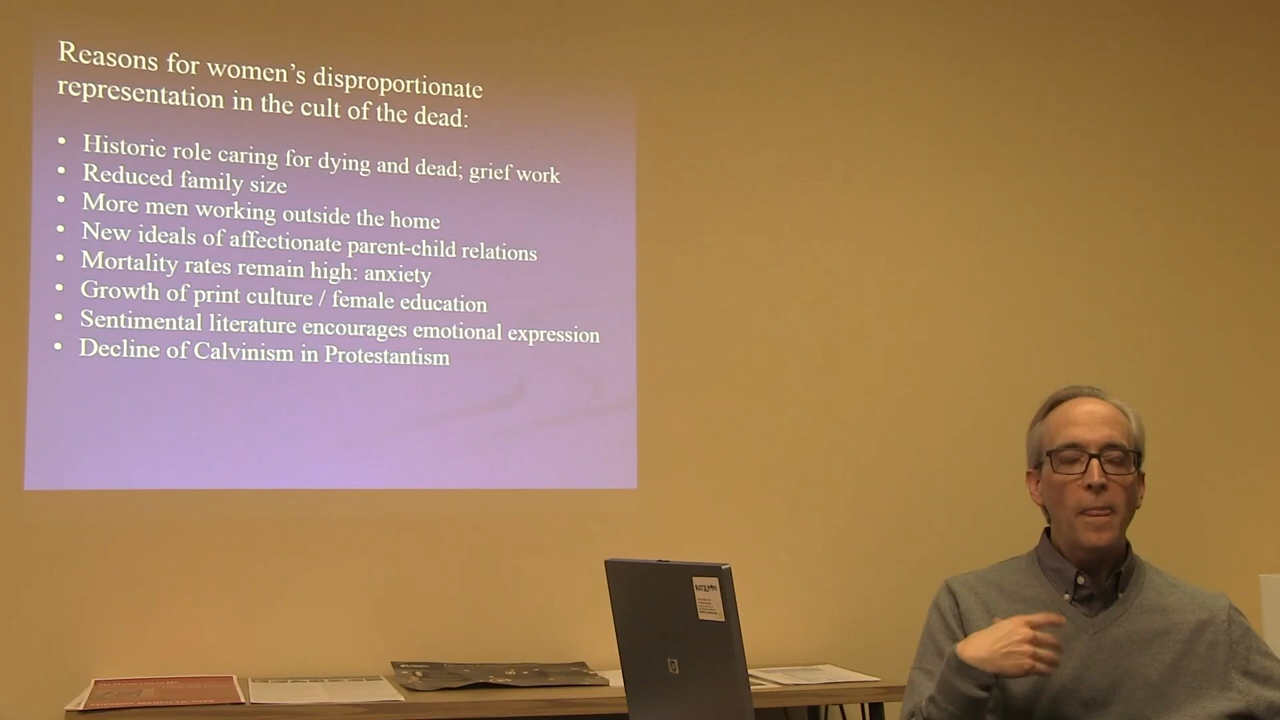 Reasons for women's disproportionate
representation in the cult of the dead:
• Historic role caring for dying and dead; grief work
• Reduced family size
• More men working outside the home
• New ideals of affectionate parent-child relations
• Mortality rates remain high: anxiety
• Growth of print culture / female education
• Sentimental literature encourages emotional expression
• Decline of Calvinism in Protestantism
hp